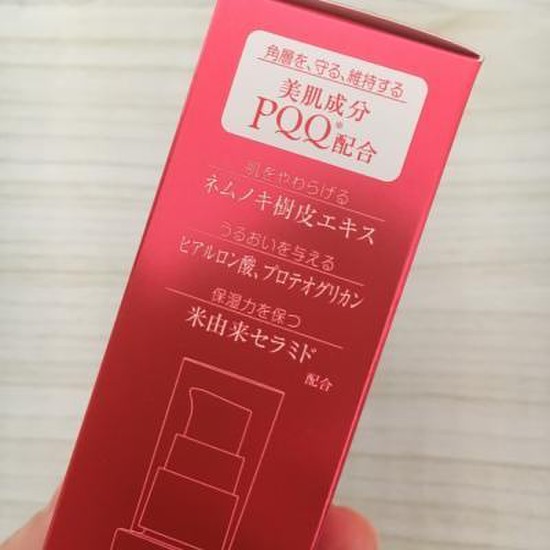 角層を、守る、維持する
美肌成分
PQQ※配合
肌をやわらげる
ネムノキ樹皮エキス
うるおいを与える
ヒアルロン酸、プロテオグリカン
保湿力を保つ
米由来セラミド
配合